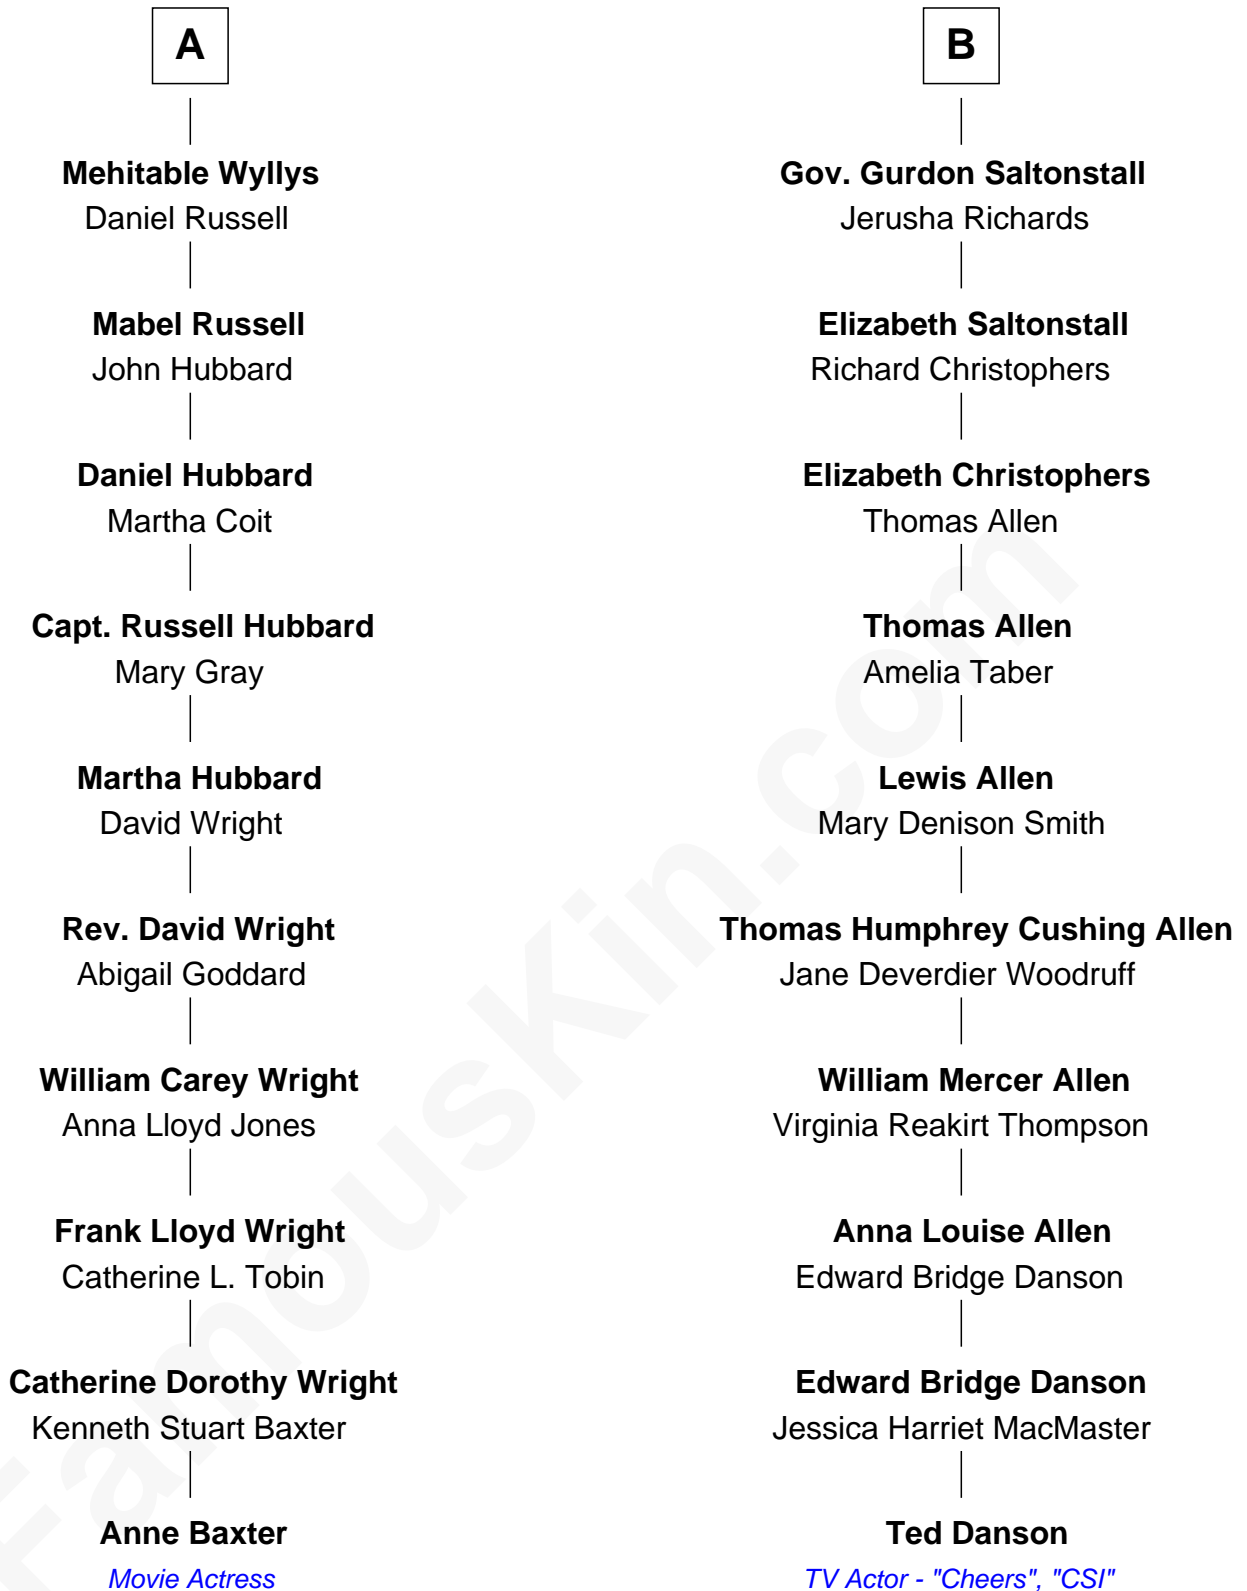 A
Mehitable Wyllys
Daniel Russell
Mabel Russell
John Hubbard
Daniel Hubbard
Martha Coit
Capt. Russell Hubbard
Mary Gray
Martha Hubbard
David Wright
Rev. David Wright
Abigail Goddard
William Carey Wright
Anna Lloyd Jones
Frank Lloyd Wright
Catherine L. Tobin
Catherine Dorothy Wright
Kenneth Stuart Baxter
Anne Baxter
Movie Actress
B
Gov. Gurdon Saltonstall
Jerusha Richards
Elizabeth Saltonstall
Richard Christophers
Elizabeth Christophers
Thomas Allen
Thomas Allen
Amelia Taber
Lewis Allen
Mary Denison Smith
Thomas Humphrey Cushing Allen
Jane Deverdier Woodruff
William Mercer Allen
Virginia Reakirt Thompson
Anna Louise Allen
Edward Bridge Danson
Edward Bridge Danson
Jessica Harriet MacMaster
Ted Danson
TV Actor - "Cheers", "CSI"
FamousKin.com